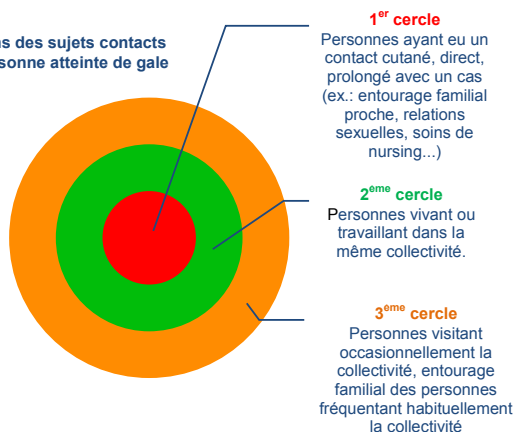 ns des sujets contacts
sonne atteinte de gale
1er cercle
Personnes ayant eu un
contact cutané, direct,
prolongé avec un cas
(ex.: entourage familial
proche, relations
sexuelles, soins de
nursing...)
2eme cercle
Personnes vivant ou
travaillant dans la
même collectivité.
3eme cercle
Personnes visitant
occasionnellement la
collectivité, entourage
familial des personnes
fréquentant habituellement
la collectivité